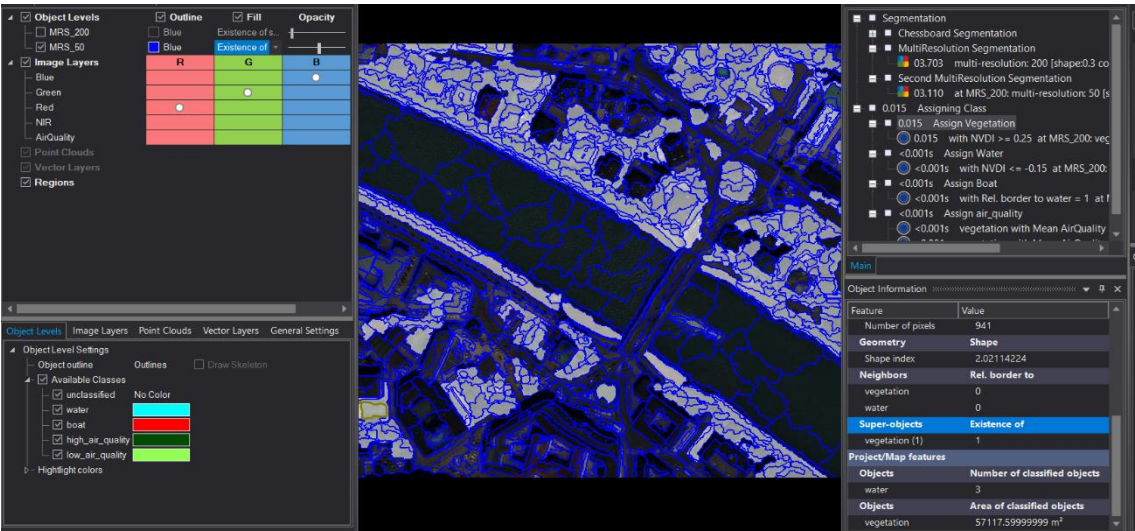 Object Levels Outline Fill Opacity
MRS_200 Blue Existence of s...
MRS_50 Blue Existence of
Image Layers R G B
Blue
Green
Red
NIR
AirQuality
Point Clouds
Vector Layers
Regions
Object Levels Image Layers Point Clouds Vector Layers General Settings
Object Level Settings
Object outline Outlines Draw Skeleton
Available Classes
unclassified No Color
water
boat
high_air_quality
low_air_quality
Hightlight colors
Segmentation
Chessboard Segmentation
MultiResolution Segmentation
03.703 multi-resolution: 200 [shape:0.3 co
Second MultiResolution Segmentation
03.110 at MRS_200: multi-resolution: 50 [s
0.015 Assigning Class
0.015 Assign Vegetation
0.015 with NVDI >= 0.25 at MRS_200: veg
<0.001s Assign Water
<0.001s with NVDI <= -0.15 at MRS_200:
<0.001s Assign Boat
<0.001s with Rel. border to water = 1 at
<0.001s Assign air_quality
<0.001s vegetation with Mean AirQuality
Main
Object Information
Feature Value
Number of pixels 941
Geometry Shape
Shape index 2.02114224
Neighbors Rel. border to
vegetation 0
water 0
Super-objects Existence of
vegetation (1) 1
Project/Map features
Objects Number of classified objects
water 3
Objects Area of classified objects
vegetation 57117.59999999 m²